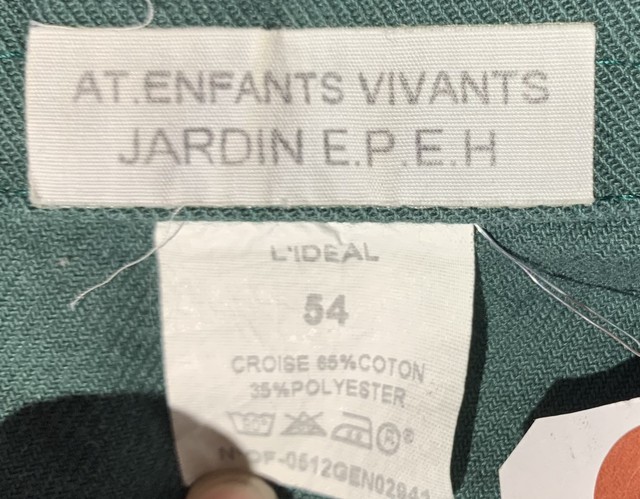 AT.ENFANTS VIVANTS
JARDIN E.P.E.H
L'IDEAL
54
CROISE 65%COTON
35%POLYESTER